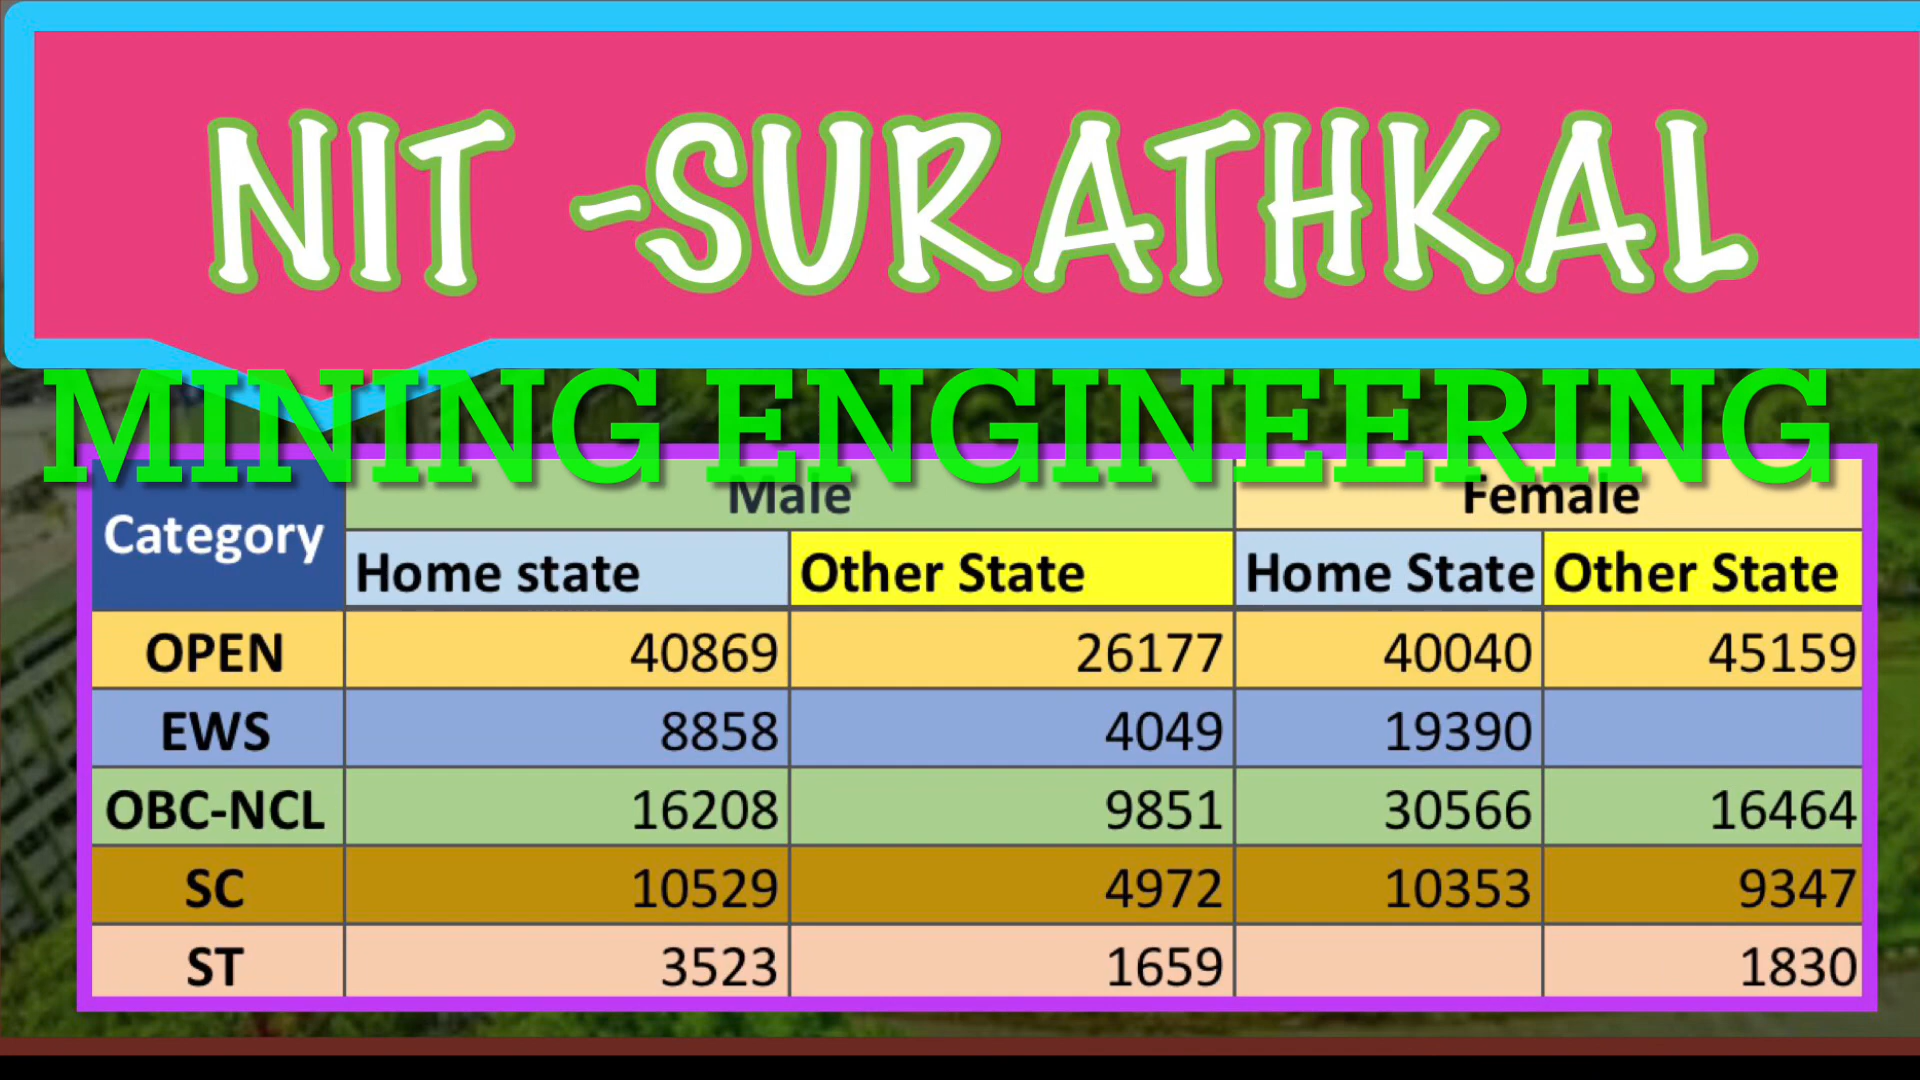 NIT -SURATHKAL
MINING ENGINEERING
Category Male Female
Home state Other State Home State Other State
OPEN 40869 26177 40040 45159
EWS 8858 4049 19390
OBC-NCL 16208 9851 30566 16464
SC 10529 4972 10353 9347
ST 3523 1659 1830